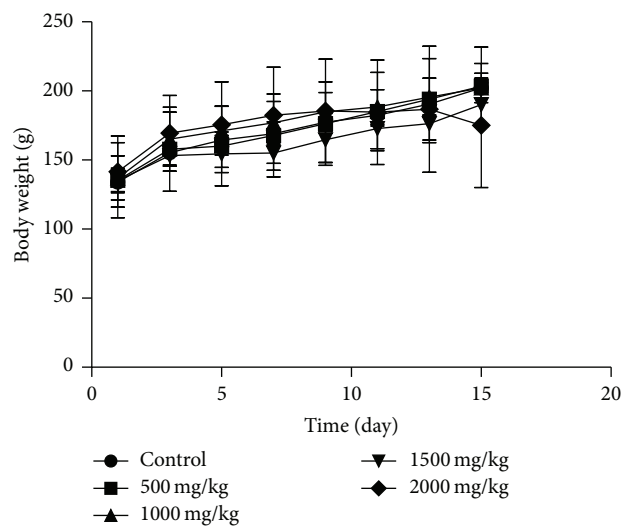 250
200
150
100
50
0
Body weight (g)
0 5 10 15 20
Time (day)
Control 1500 mg/kg
500 mg/kg 2000 mg/kg
1000 mg/kg